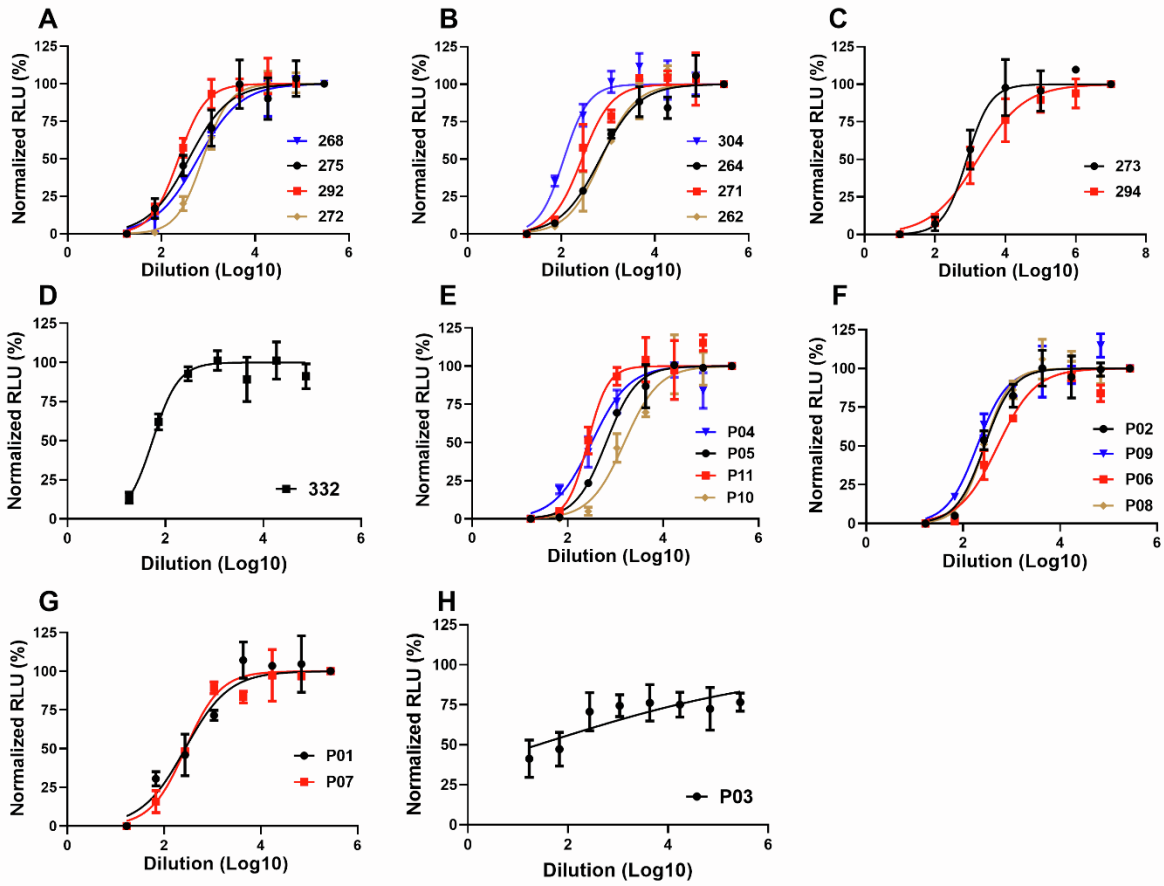 A
Normalized RLU (%)
125
100
75
50
25
0
0
2
4
6
Dilution (Log10)
268
275
292
272
B
Normalized RLU (%)
125
100
75
50
25
0
0
2
4
6
Dilution (Log10)
304
264
271
262
C
Normalized RLU (%)
125
100
75
50
25
0
0
2
4
6
8
Dilution (Log10)
273
294
D
Normalized RLU (%)
125
100
75
50
25
0
0
2
4
6
Dilution (Log10)
332
E
Normalized RLU (%)
125
100
75
50
25
0
0
2
4
6
Dilution (Log10)
P04
P05
P11
P10
F
Normalized RLU (%)
125
100
75
50
25
0
0
2
4
6
Dilution (Log10)
P02
P09
P06
P08
G
Normalized RLU (%)
125
100
75
50
25
0
0
2
4
6
Dilution (Log10)
P01
P07
H
Normalized RLU (%)
125
100
75
50
25
0
0
2
4
6
Dilution (Log10)
P03